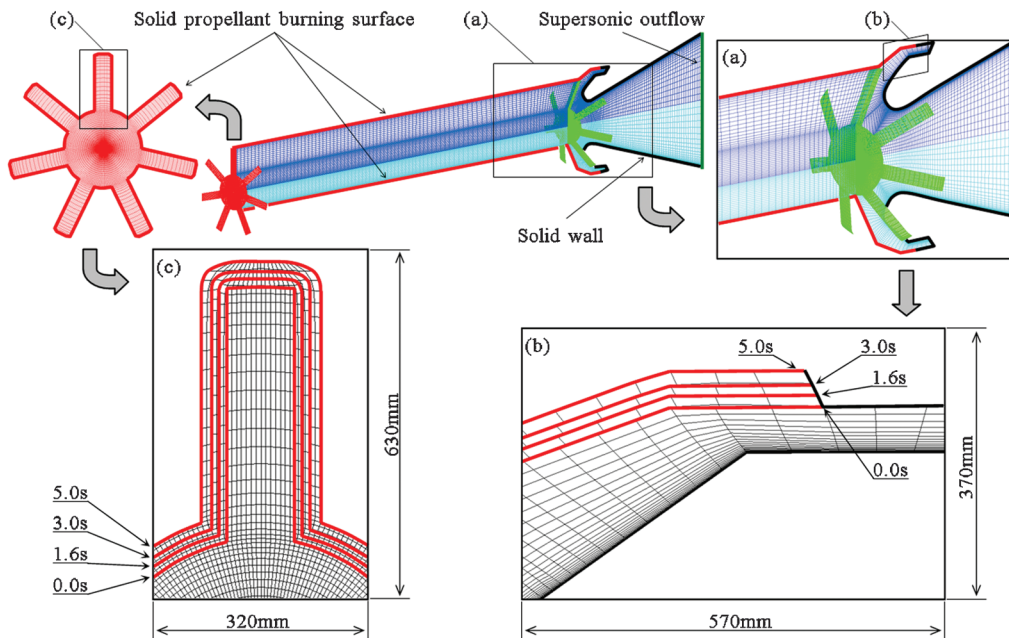 (c)
Solid propellant burning surface
(a)
Supersonic outflow
(b)
(a)
Solid wall
(c)
5.0s
3.0s
1.6s
0.0s
630mm
320mm
(b)
5.0s
3.0s
1.6s
0.0s
370mm
570mm